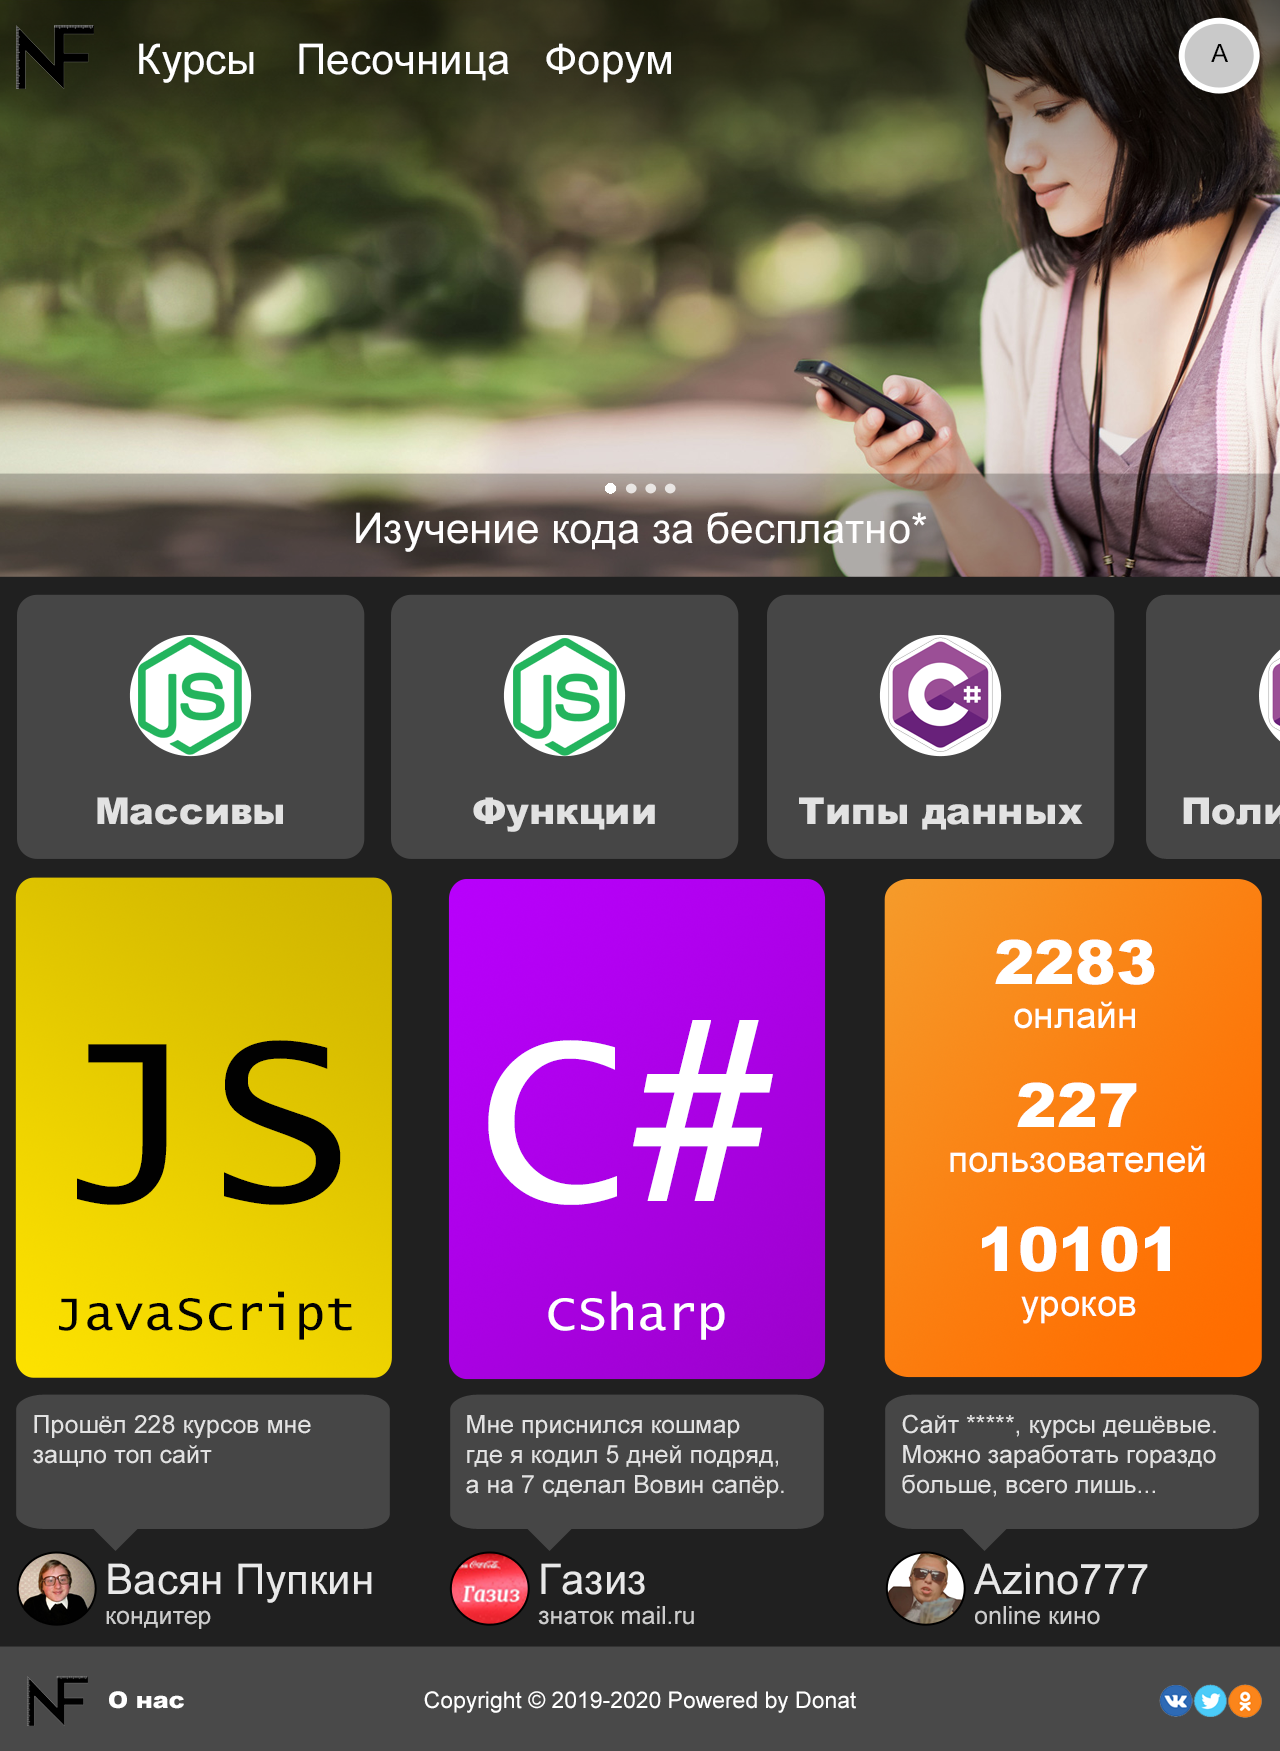 NF
Курсы Песочница Форум
A
Изучение кода за бесплатно*
JS
JS
C#
Массивы
Функции
Типы данных
Поли
JS
JavaScript
C#
CSharp
2283
онлайн
227
пользователей
10101
уроков
Прошёл 228 курсов мне
защло топ сайт
Мне приснился кошмар
где я кодил 5 дней подряд,
а на 7 сделал Вовин сапёр.
Сайт *****, курсы дешёвые.
Можно заработать гораздо
больше, всего лишь...
Васян Пупкин
кондитер
Coca-Cola
Газиз
Газиз
знаток mail.ru
Azino777
online кино
NF
О нас
Copyright © 2019-2020 Powered by Donat